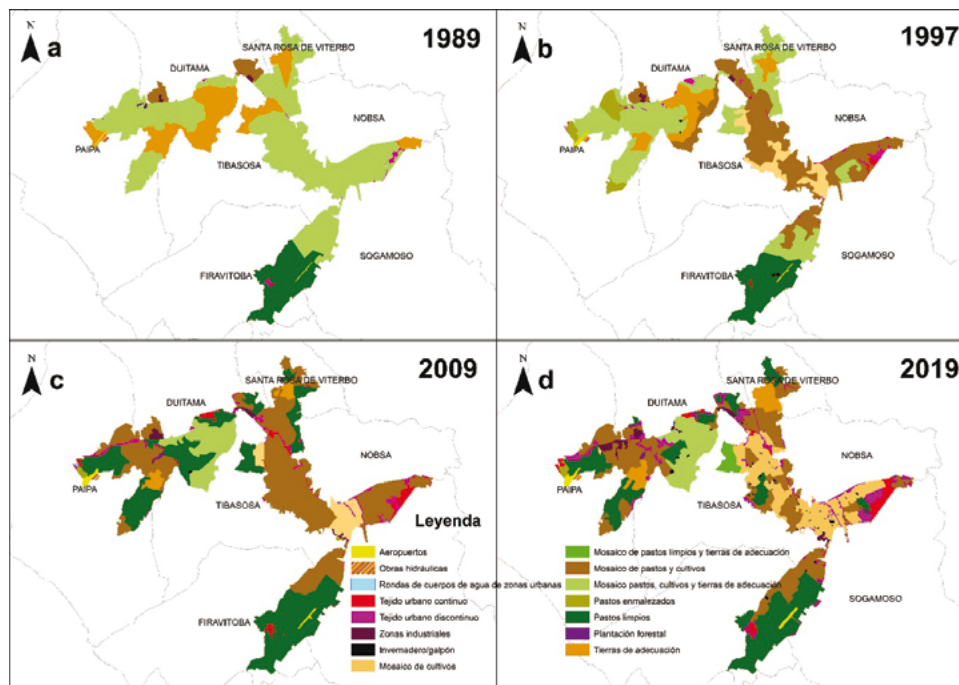 N
a
1989
SANTA ROSA DE VITERBO
DUITAMA
NOBSA
PAIPA
TIBASOSA
FIRAVITOBA
SOGAMOSO
N
b
1997
SANTA ROSA DE VITERBO
DUITAMA
NOBSA
PAIPA
TIBASOSA
FIRAVITOBA
SOGAMOSO
N
c
2009
SANTA ROSA DE VITERBO
DUITAMA
NOBSA
PAIPA
TIBASOSA
FIRAVITOBA
N
d
2019
SANTA ROSA DE VITERBO
DUITAMA
NOBSA
PAIPA
TIBASOSA
SOGAMOSO
Leyenda
Aeropuertos
Obras hidráulicas
Rondas de cuerpos de agua de zonas urbanas
Tejido urbano continuo
Tejido urbano discontinuo
Zonas industriales
Invernadero/galpón
Mosaico de cultivos
Mosaico de pastos limpios y tierras de adecuación
Mosaico de pastos y cultivos
Mosaico pastos, cultivos y tierras de adecuación
Pastos enmalezados
Pastos limpios
Plantación forestal
Tierras de adecuación